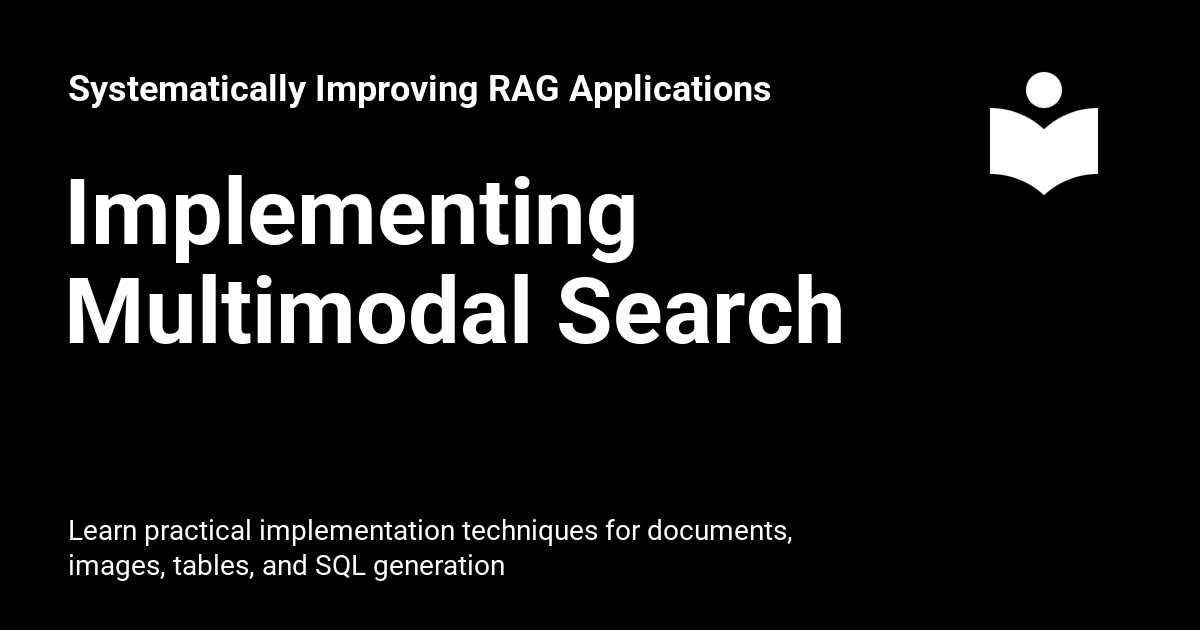 Systematically Improving RAG Applications
Implementing
Multimodal Search
Learn practical implementation techniques for documents,
images, tables, and SQL generation